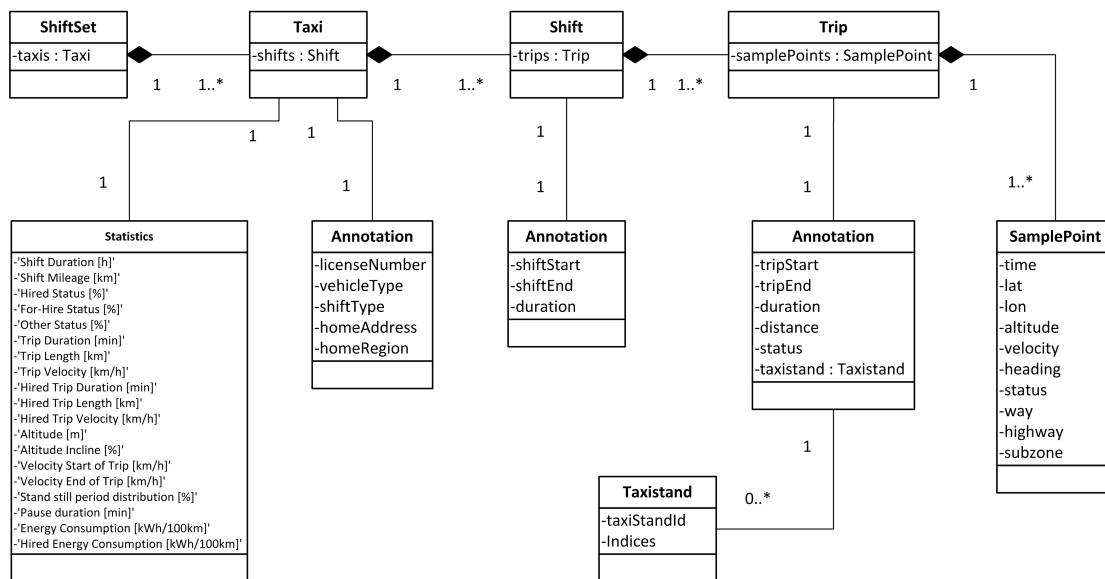 ShiftSet
-taxis : Taxi
Taxi
-shifts : Shift
Shift
-trips : Trip
Trip
-samplePoints : SamplePoint
1
1..*
1
1..*
1
1..*
1
1
1
1
1
1
1
1
1
1..*
Statistics
-'Shift Duration [h]'
-'Shift Mileage [km]'
-'Hired Status [%]'
-'For-Hire Status [%]'
-'Other Status [%]'
-'Trip Duration [min]'
-'Trip Length [km]'
-'Trip Velocity [km/h]'
-'Hired Trip Duration [min]'
-'Hired Trip Length [km]'
-'Hired Trip Velocity [km/h]'
-'Altitude [m]'
-'Altitude Incline [%]'
-'Velocity Start of Trip [km/h]'
-'Velocity End of Trip [km/h]'
-'Stand still period distribution [%]'
-'Pause duration [min]'
-'Energy Consumption [kWh/100km]'
-'Hired Energy Consumption [kWh/100km]'
Annotation
-licenseNumber
-vehicleType
-shiftType
-homeAddress
-homeRegion
Annotation
-shiftStart
-shiftEnd
-duration
Annotation
-tripStart
-tripEnd
-duration
-distance
-status
-taxistand : Taxistand
SamplePoint
-time
-lat
-lon
-altitude
-velocity
-heading
-status
-way
-highway
-subzone
1
0..*
Taxistand
-taxiStandId
-Indices